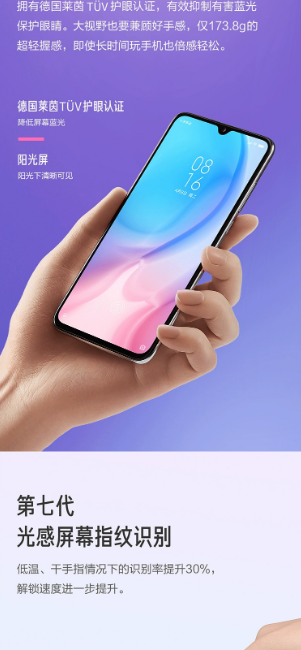 拥有德国莱茵 TÜV 护眼认证，有效抑制有害蓝光
保护眼睛。大视野也要兼顾好手感，仅173.8g的
超轻握感，即使长时间玩手机也倍感轻松。
德国莱茵TÜV护眼认证
降低屏幕蓝光
阳光屏
阳光下清晰可见
08
16
第七代
光感屏幕指纹识别
低温、干手指情况下的识别率提升30%，
解锁速度进一步提升。